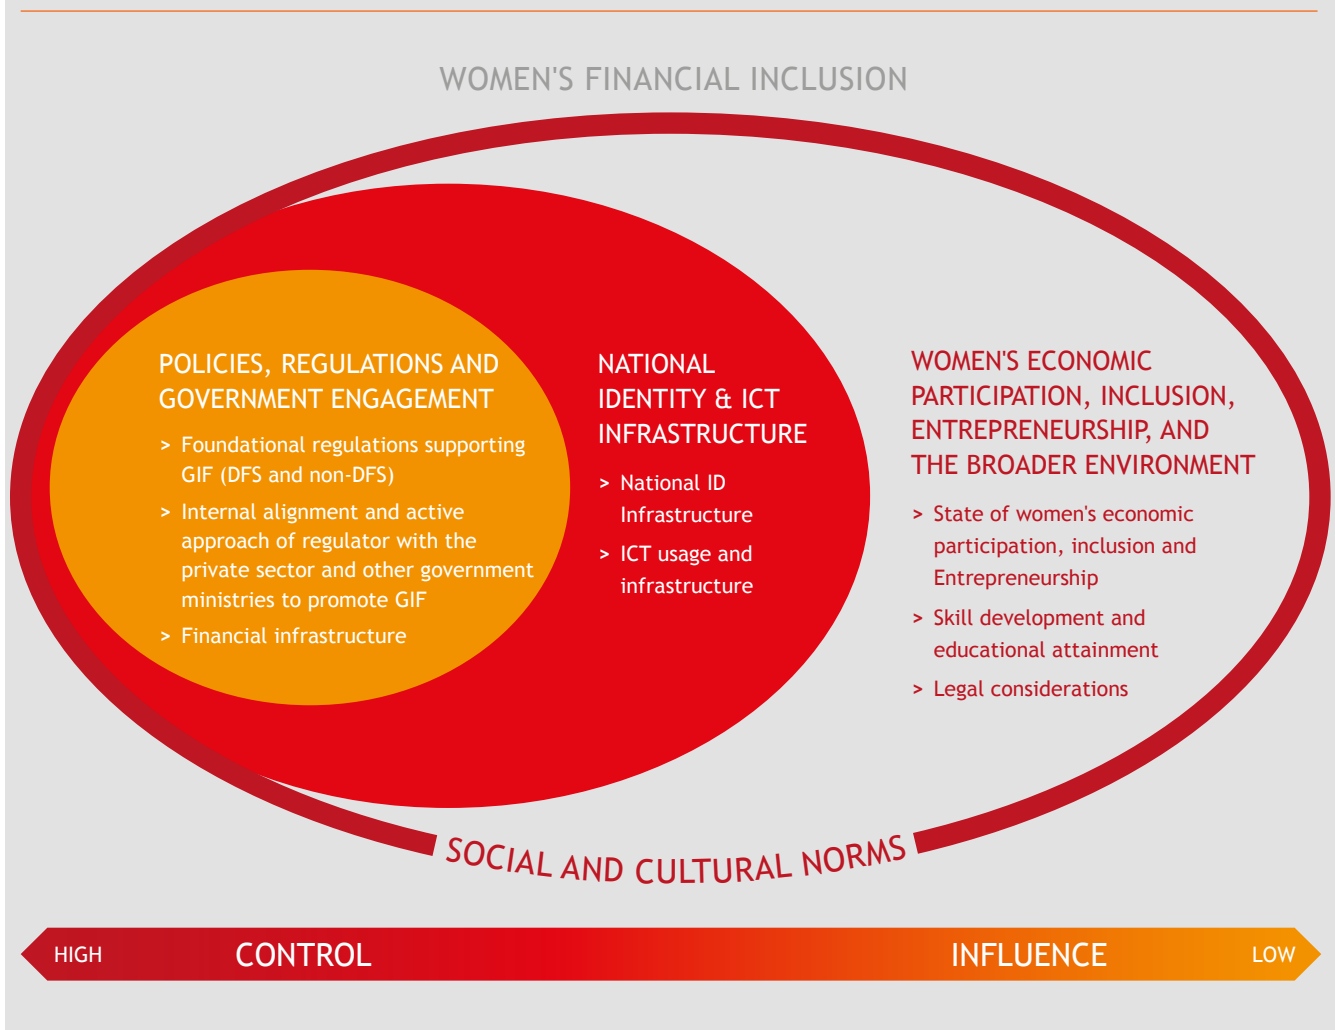 WOMEN'S FINANCIAL INCLUSION
POLICIES, REGULATIONS AND
GOVERNMENT ENGAGEMENT
> Foundational regulations supporting
GIF (DFS and non-DFS)
> Internal alignment and active
approach of regulator with the
private sector and other government
ministries to promote GIF
> Financial infrastructure
NATIONAL
IDENTITY & ICT
INFRASTRUCTURE
> National ID
Infrastructure
> ICT usage and
infrastructure
WOMEN'S ECONOMIC
PARTICIPATION, INCLUSION,
ENTREPRENEURSHIP, AND
THE BROADER ENVIRONMENT
> State of women's economic
participation, inclusion and
Entrepreneurship
> Skill development and
educational attainment
> Legal considerations
SOCIAL AND CULTURAL NORMS
HIGH CONTROL INFLUENCE LOW